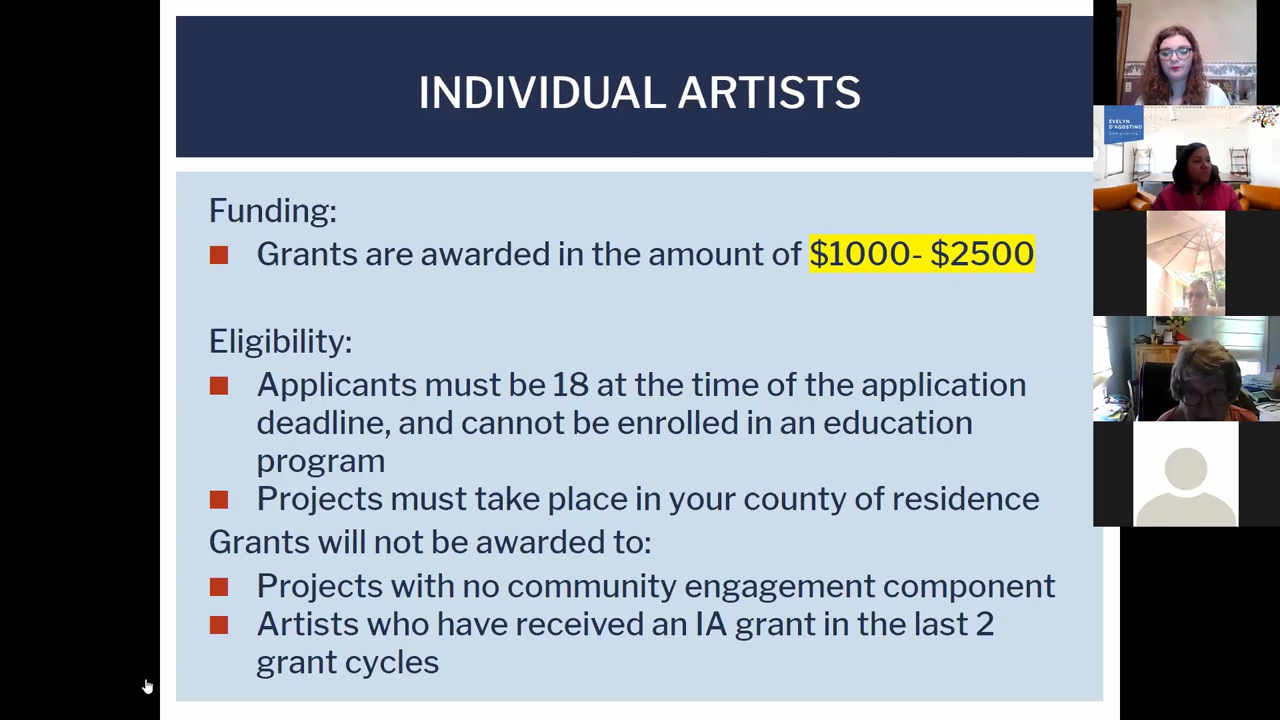 INDIVIDUAL ARTISTS
Funding:
Grants are awarded in the amount of $1000- $2500
Eligibility:
Applicants must be 18 at the time of the application
deadline, and cannot be enrolled in an education
program
Projects must take place in your county of residence
Grants will not be awarded to:
Projects with no community engagement component
Artists who have received an IA grant in the last 2
grant cycles
EVELYN
D'AGOSTINO